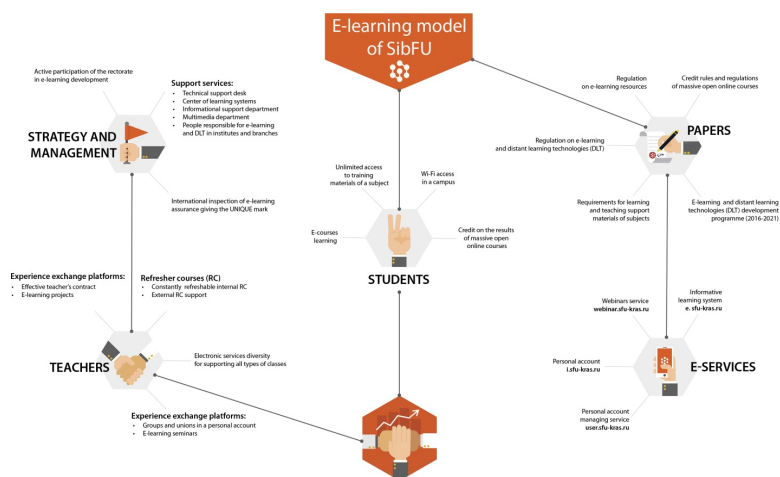 E-learning model
of SibFU
Active participation of the rectorate
in e-learning development
Support services:
• Technical support desk
• Center of learning systems
• Informational support department
• Multimedia department
• People responsible for e-learning
and DLT in institutes and branches
STRATEGY AND
MANAGEMENT
International inspection of e-learning
assurance giving the UNIQUE mark
Experience exchange platforms:
• Effective teacher's contract
• E-learning projects
Refresher courses (RC)
• Constantly refreshable internal RC
• External RC support
TEACHERS
Electronic services diversity
for supporting all types of classes
Experience exchange platforms:
• Groups and unions in a personal account
• E-learning seminars
Unlimited access
to training
materials of a subject
Wi-Fi access
in a campus
E-courses
learning
Credit on the results
of massive open
online courses
STUDENTS
Regulation
on e-learning resources
Credit rules and regulations
of massive open online courses
PAPERS
Regulation on e-learning
and distant learning technologies (DLT)
Requirements for learning
and teaching support
materials of subjects
E-learning and distant learning
technologies (DLT) development
programme (2016-2021)
Webinars service
webinar.sfu-kras.ru
Informative
learning system
e. sfu-kras.ru
Personal account
i.sfu-kras.ru
E-SERVICES
Personal account
managing service
user.sfu-kras.ru